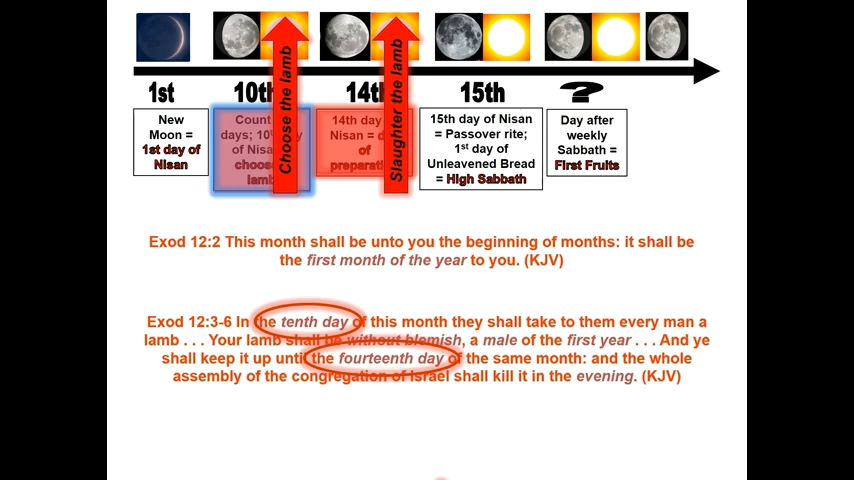 Choose the lamb
Slaughter the lamb
1st
10th
14th
15th
?
New
Moon =
1st day of
Nisan
Count
days; 10
of Nisa
choos
lamb
14th day
Nisan = d
of
preparati
15th day of Nisan
= Passover rite;
1st day of
Unleavened Bread
= High Sabbath
Day after
weekly
Sabbath =
First Fruits
Exod 12:2 This month shall be unto you the beginning of months: it shall be
the first month of the year to you. (KJV)
Exod 12:3-6 In the tenth day of this month they shall take to them every man a
lamb . . . Your lamb shall be without blemish, a male of the first year . . . And ye
shall keep it up until the fourteenth day of the same month: and the whole
assembly of the congregation of Israel shall kill it in the evening. (KJV)